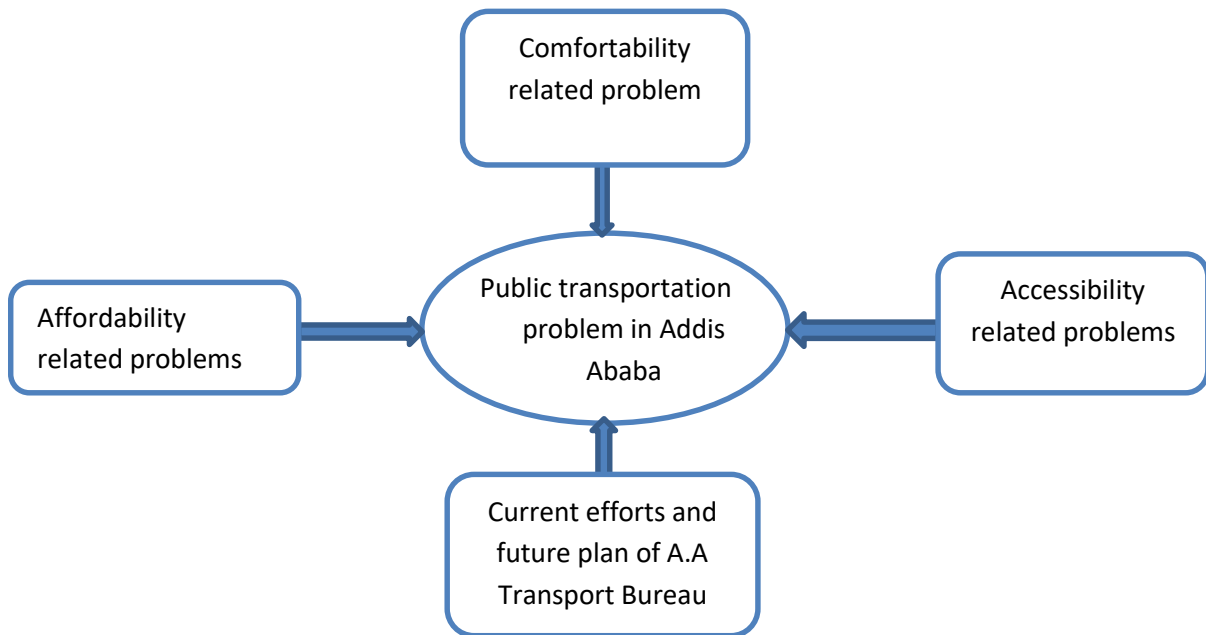 Comfortability
related problem
Affordability
related problems
Public transportation
problem in Addis
Ababa
Accessibility
related problems
Current efforts and
future plan of A.A
Transport Bureau